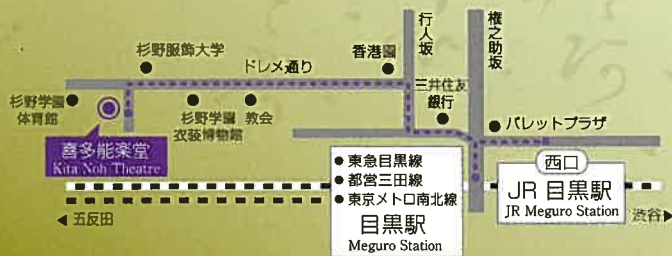 杉野服飾大学
ドレメ通り
香港園
行人坂
権之助坂
三井住友
銀行
杉野学園
体育館
杉野学園
衣装博物館
教会
パレットプラザ
喜多能楽堂
Kita Noh Theatre
● 東急目黒線
● 都営三田線
● 東京メトロ南北線
目黒駅
Meguro Station
西口
JR 目黒駅
JR Meguro Station
◀ 五反田
渋谷▶